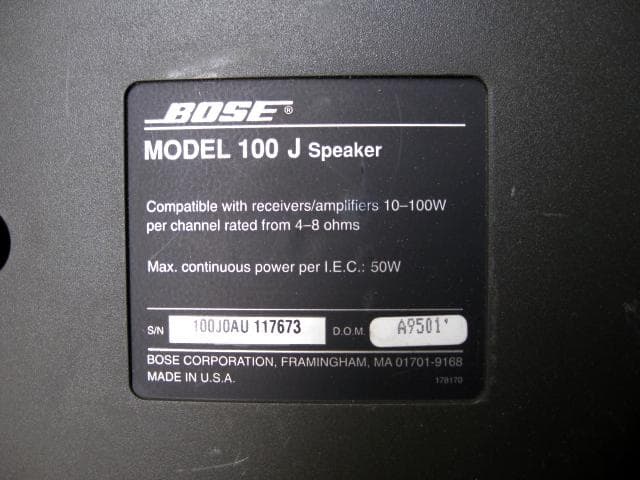 BOSE®
MODEL 100 J Speaker
Compatible with receivers/amplifiers 10–100W
per channel rated from 4–8 ohms
Max. continuous power per I.E.C.: 50W
S/N 100J0AU 117673 D.O.M. A9501'
BOSE CORPORATION, FRAMINGHAM, MA 01701-9168
MADE IN U.S.A. 178170